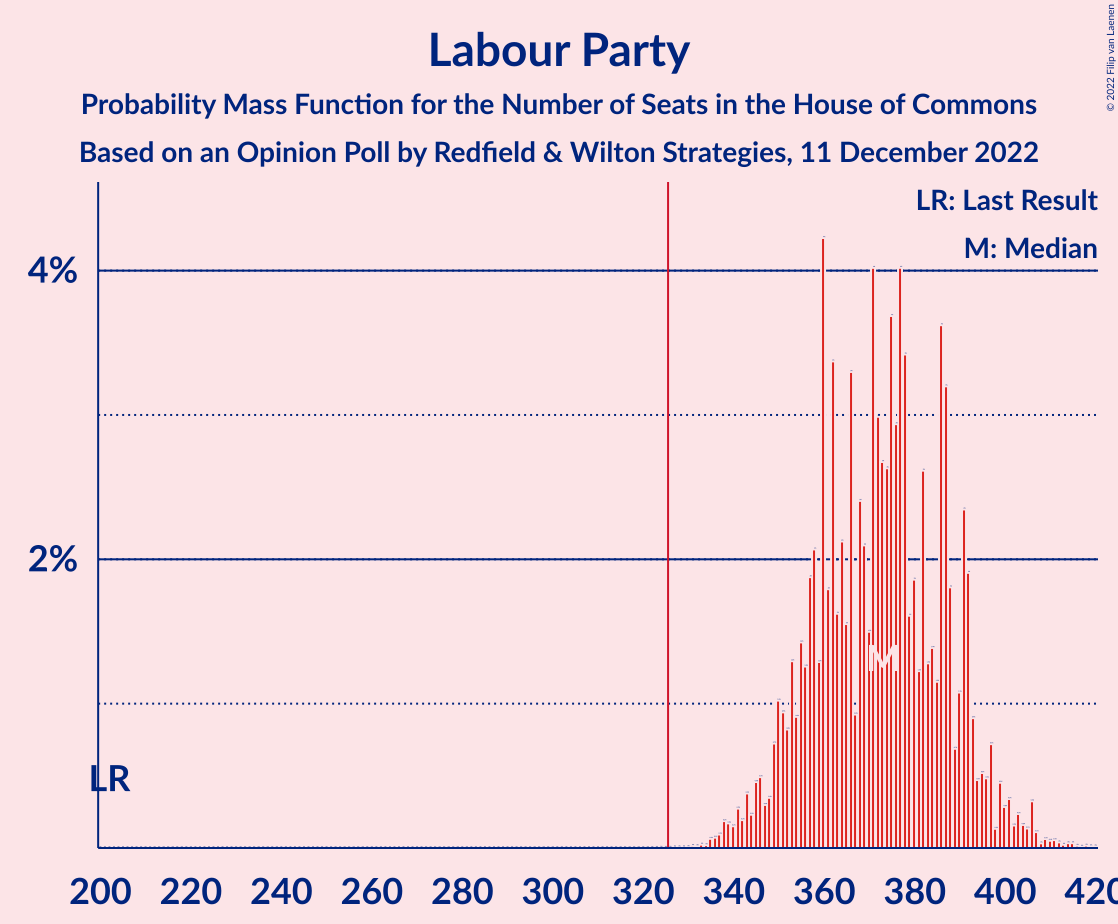 Labour Party
Probability Mass Function for the Number of Seats in the House of Commons
Based on an Opinion Poll by Redfield & Wilton Strategies, 11 December 2022
© 2022 Filip van Laenen
LR: Last Result
M: Median
4%
2%
M
LR
200 220 240 260 280 300 320 340 360 380 400 420